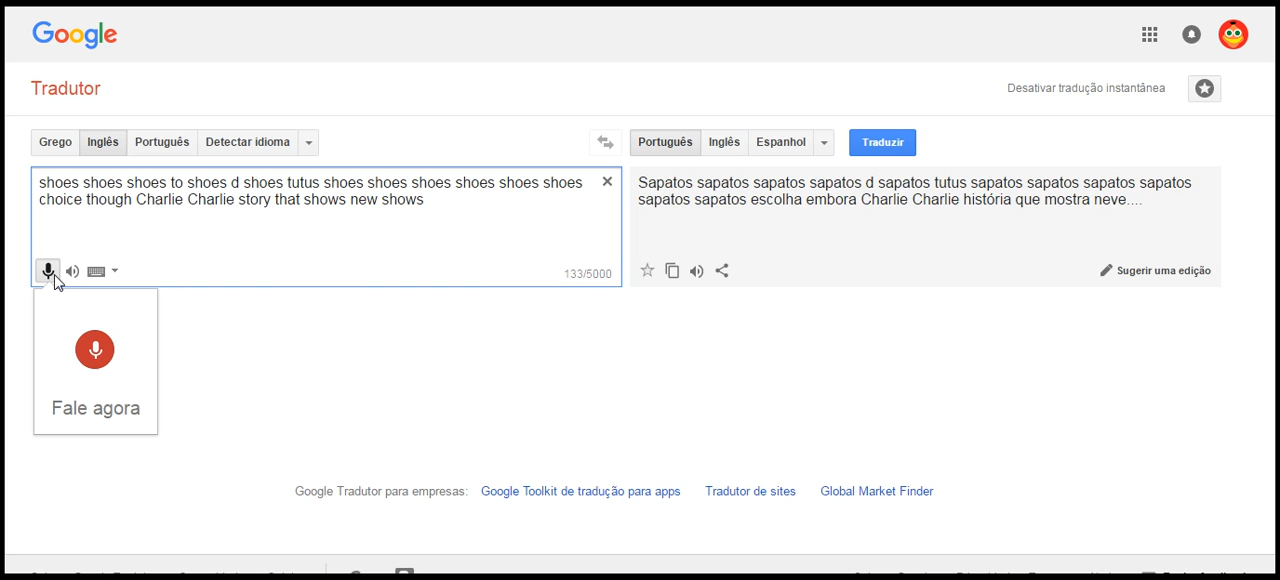 Google
Tradutor
Desativar tradução instantânea
Grego Inglês Português Detectar idioma
Português Inglês Espanhol Traduzir
shoes shoes shoes to shoes d shoes tutus shoes shoes shoes shoes shoes shoes
choice though Charlie Charlie story that shows new shows
133/5000
Sapatos sapatos sapatos sapatos d sapatos tutus sapatos sapatos sapatos sapatos
sapatos sapatos escolha embora Charlie Charlie história que mostra neve....
Sugerir uma edição
Fale agora
Google Tradutor para empresas: Google Toolkit de tradução para apps Tradutor de sites Global Market Finder